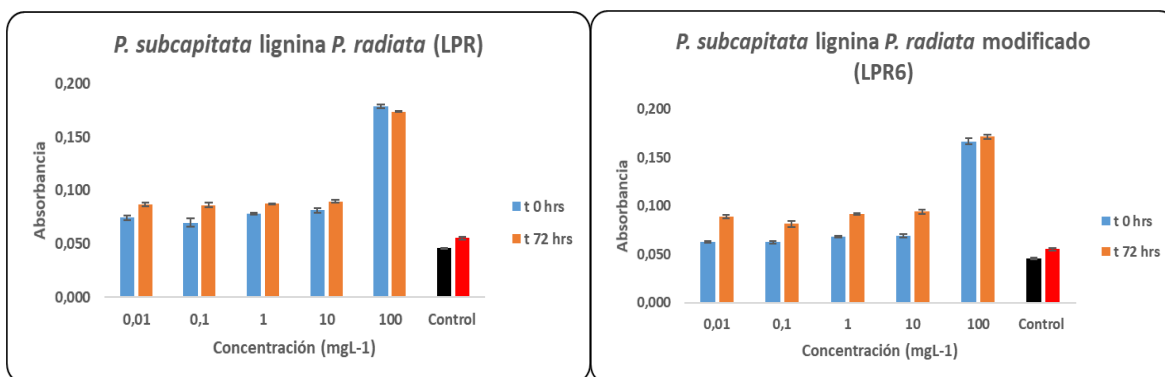 P. subcapitata lignina P. radiata (LPR)
0,200
0,150
0,100
0,050
0,000
Absorbancia
0,01 0,1 1 10 100 Control
Concentración (mgL-1)
t 0 hrs
t 72 hrs
P. subcapitata lignina P. radiata modificado
(LPR6)
0,200
0,150
0,100
0,050
0,000
Absorbancia
0,01 0,1 1 10 100 Control
Concentración (mgL-1)
t 0 hrs
t 72 hrs